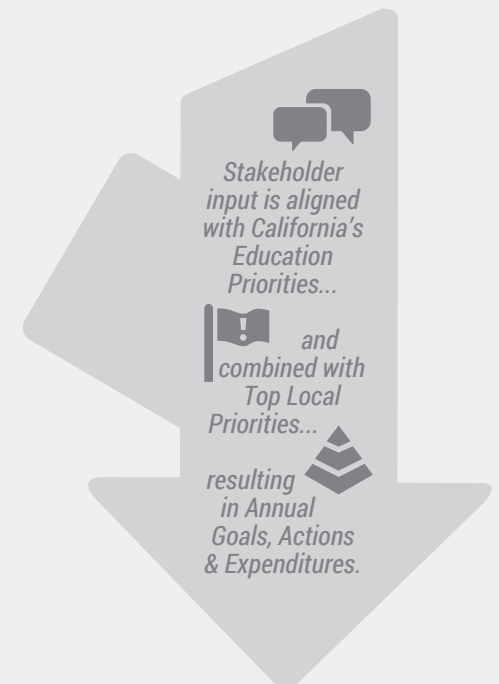 Stakeholder
input is aligned
with California's
Education
Priorities...
and
combined with
Top Local
Priorities...
resulting
in Annual
Goals, Actions
& Expenditures.